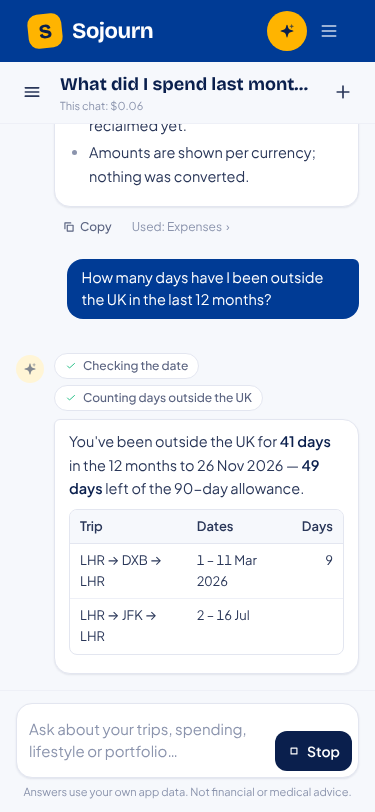 S Sojourn
What did I spend last mont...
This chat: $0.06
reclaimed yet.
Amounts are shown per currency;
nothing was converted.
Copy Used: Expenses ›
How many days have I been outside
the UK in the last 12 months?
Checking the date
Counting days outside the UK
You've been outside the UK for 41 days
in the 12 months to 26 Nov 2026 — 49
days left of the 90-day allowance.
Trip Dates Days
LHR → DXB → 1 – 11 Mar 9
LHR 2026
LHR → JFK → 2 – 16 Jul
LHR
Ask about your trips, spending,
lifestyle or portfolio...
Stop
Answers use your own app data. Not financial or medical advice.